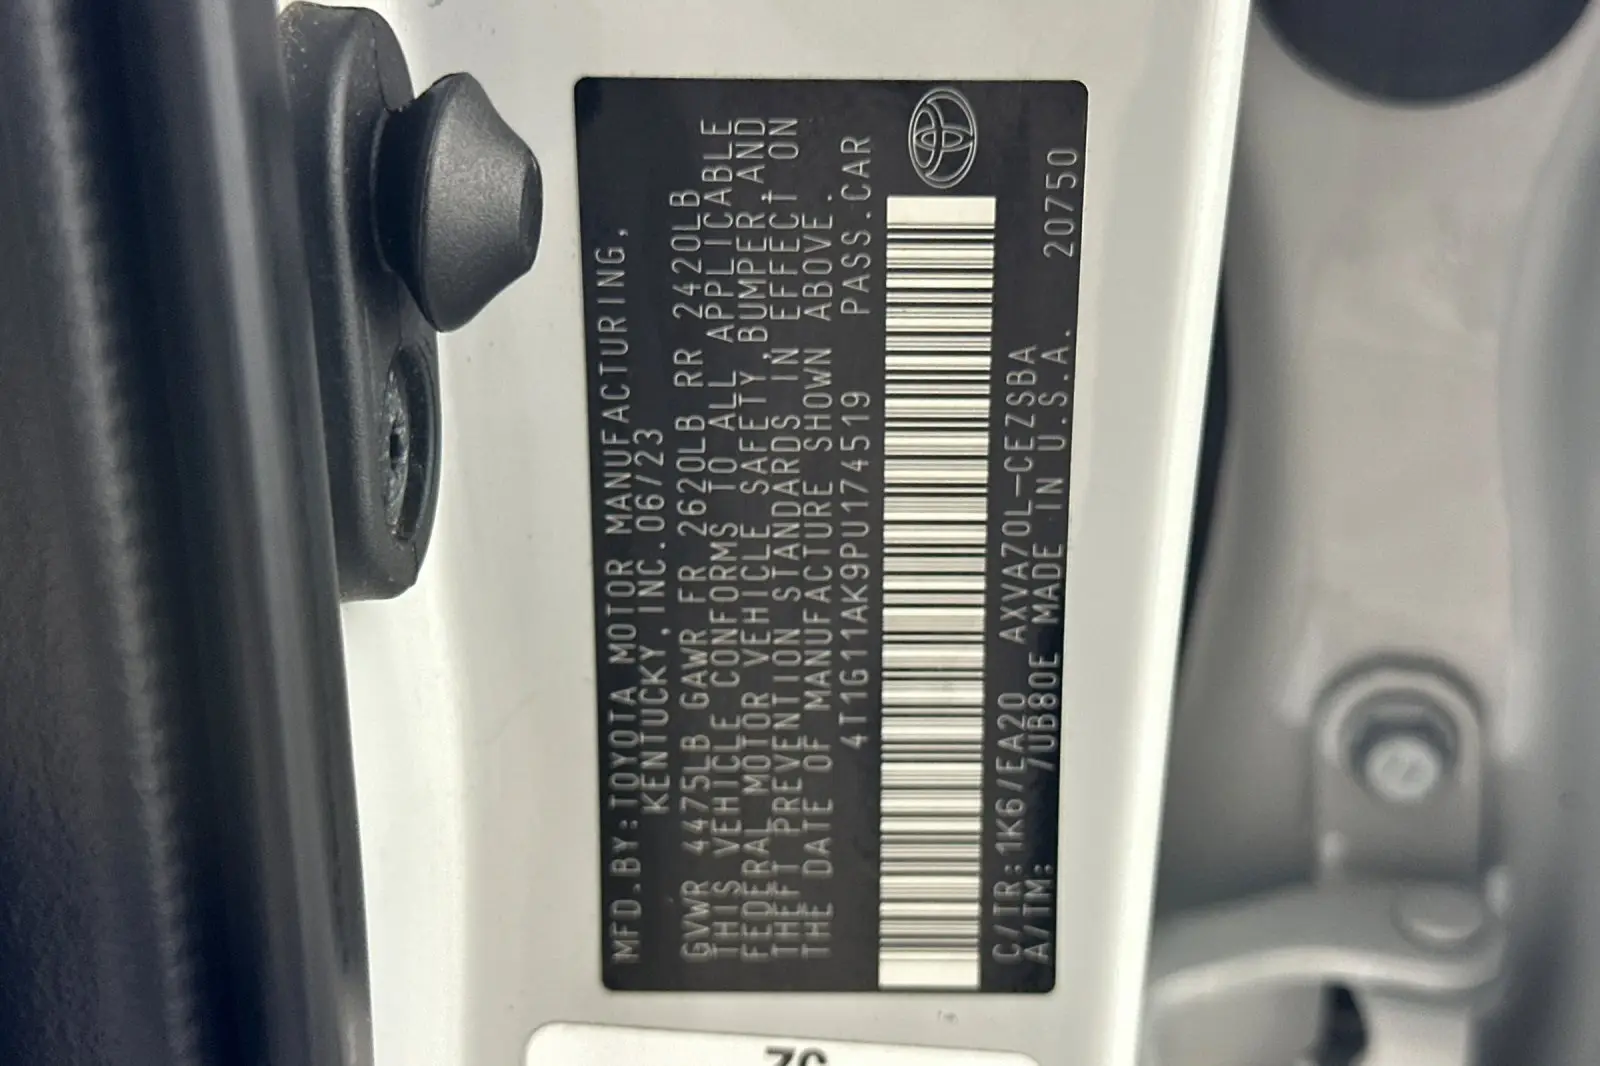 MFD.BY:TOYOTA MOTOR MANUFACTURING,
KENTUCKY,INC.06/23
GVWR 4475LB GAWR FR 2620LB RR 2420LB
THIS VEHICLE CONFORMS TO ALL APPLICABLE
FEDERAL MOTOR VEHICLE SAFETY,BUMPER,AND
THEFT PREVENTION STANDARDS IN EFFECT ON
THE DATE OF MANUFACTURE SHOWN ABOVE.
4T1G11AK9PU174519 PASS.CAR
C/TR:1K6/EA20 AXVA70L-CEZSBA
A/TM: /UB80E MADE IN U.S.A. 20750